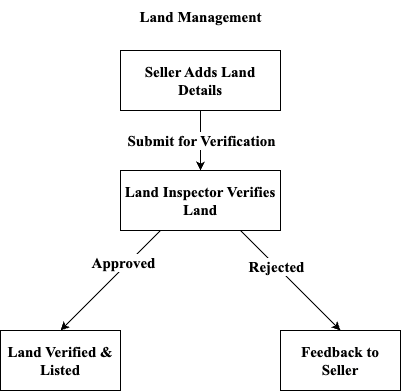 Land Management
Seller Adds Land
Details
Submit for Verification
Land Inspector Verifies
Land
Approved
Rejected
Land Verified &
Listed
Feedback to
Seller